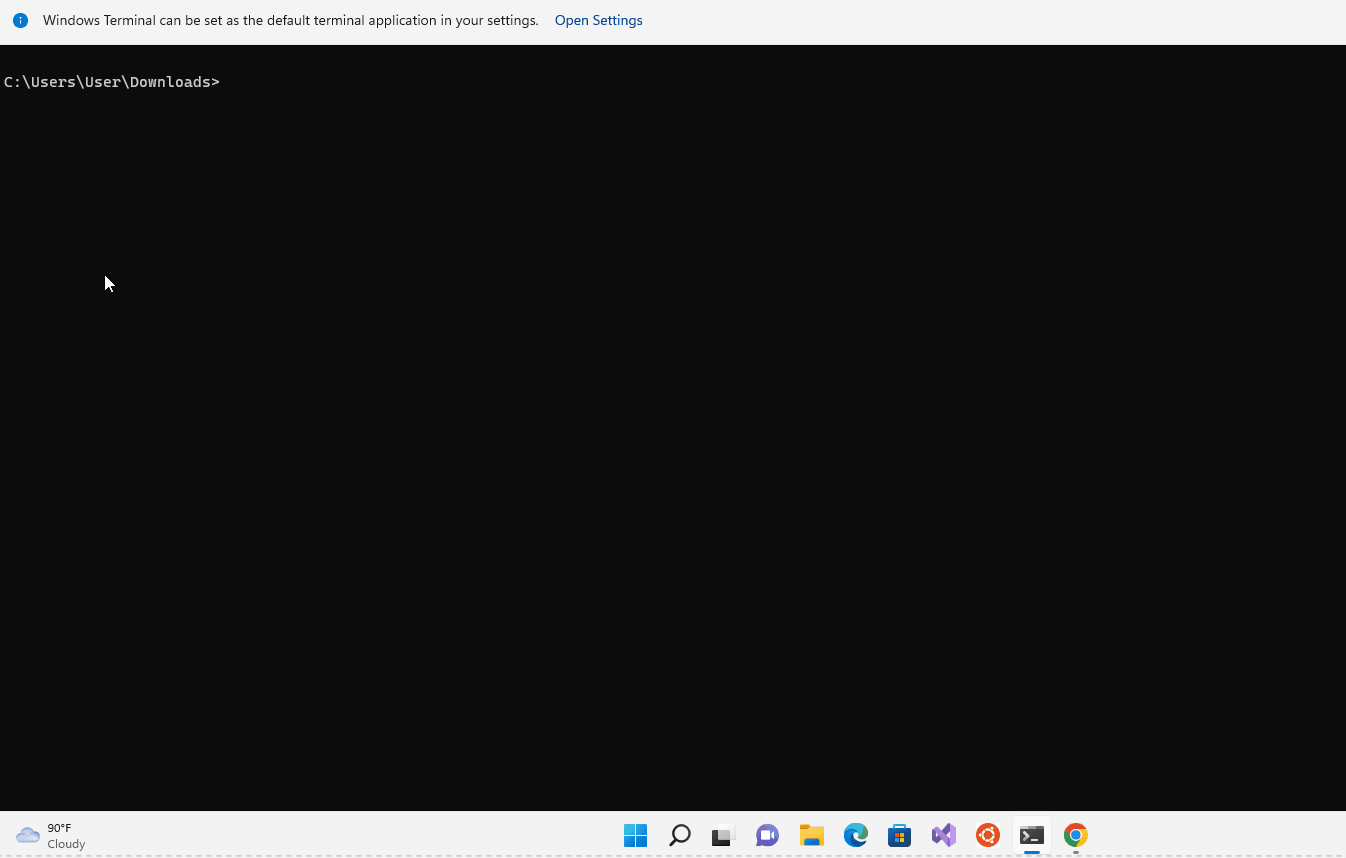 Windows Terminal can be set as the default terminal application in your settings. Open Settings
C:\Users\User\Downloads>
90°F
Cloudy